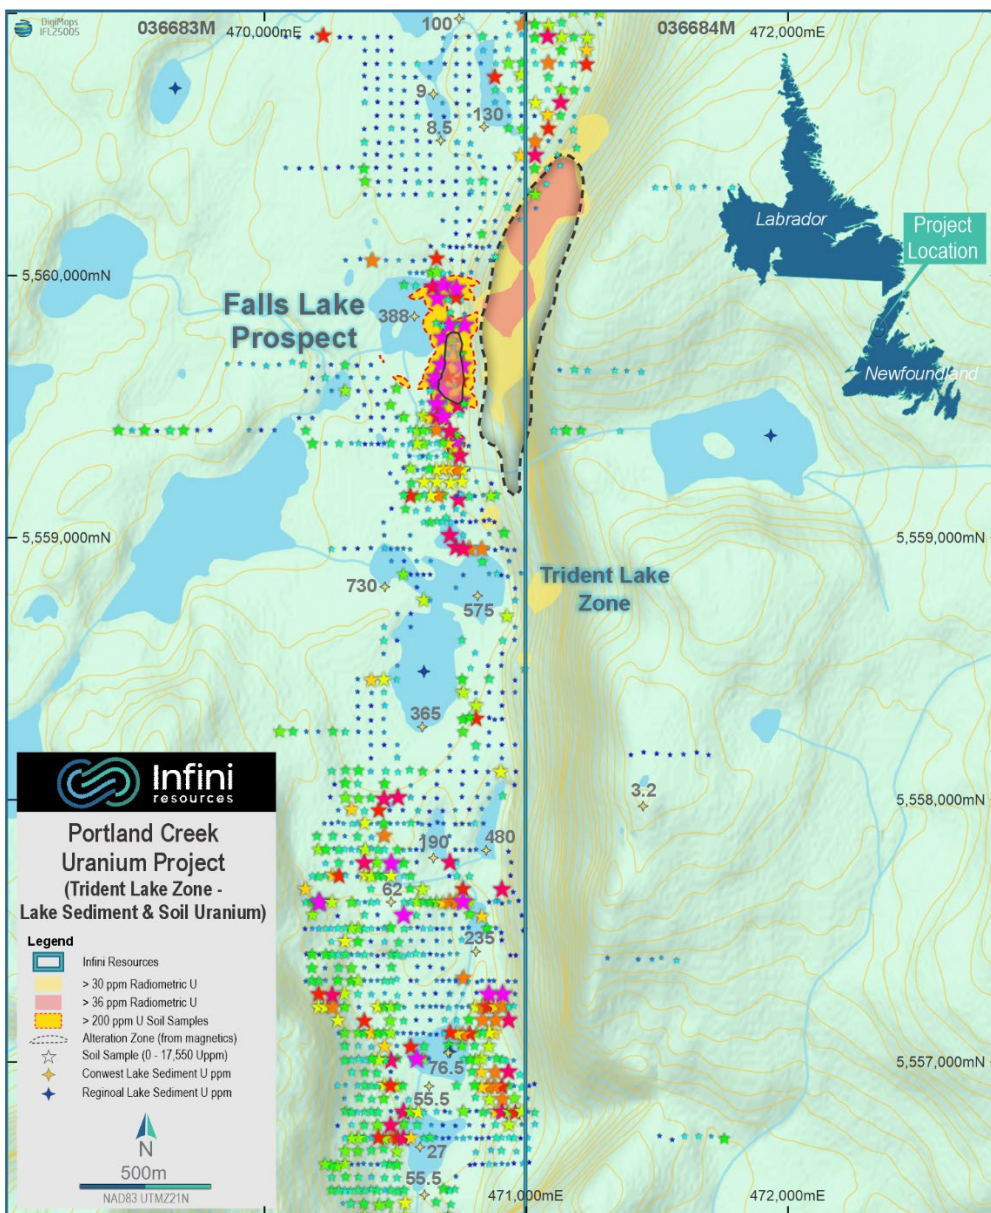 DigiMaps
IFL25005
036683M
470,000mE
100
036684M
472,000mE
9
130
8.5
Labrador
Project
Location
Newfoundland
5,560,000mN
388
Falls Lake
Prospect
5,559,000mN
5,559,000mN
730
575
Trident Lake
Zone
365
3.2
5,558,000mN
190
480
62
235
76.5
5,557,000mN
55.5
27
55.5
471,000mE
472,000mE
Infini
resources
Portland Creek
Uranium Project
(Trident Lake Zone -
Lake Sediment & Soil Uranium)
Legend
Infini Resources
> 30 ppm Radiometric U
> 36 ppm Radiometric U
> 200 ppm U Soil Samples
Alteration Zone (from magnetics)
Soil Sample (0 - 17,550 Uppm)
Conwest Lake Sediment U ppm
Reginoal Lake Sediment U ppm
N
500m
NAD83 UTMZ21N